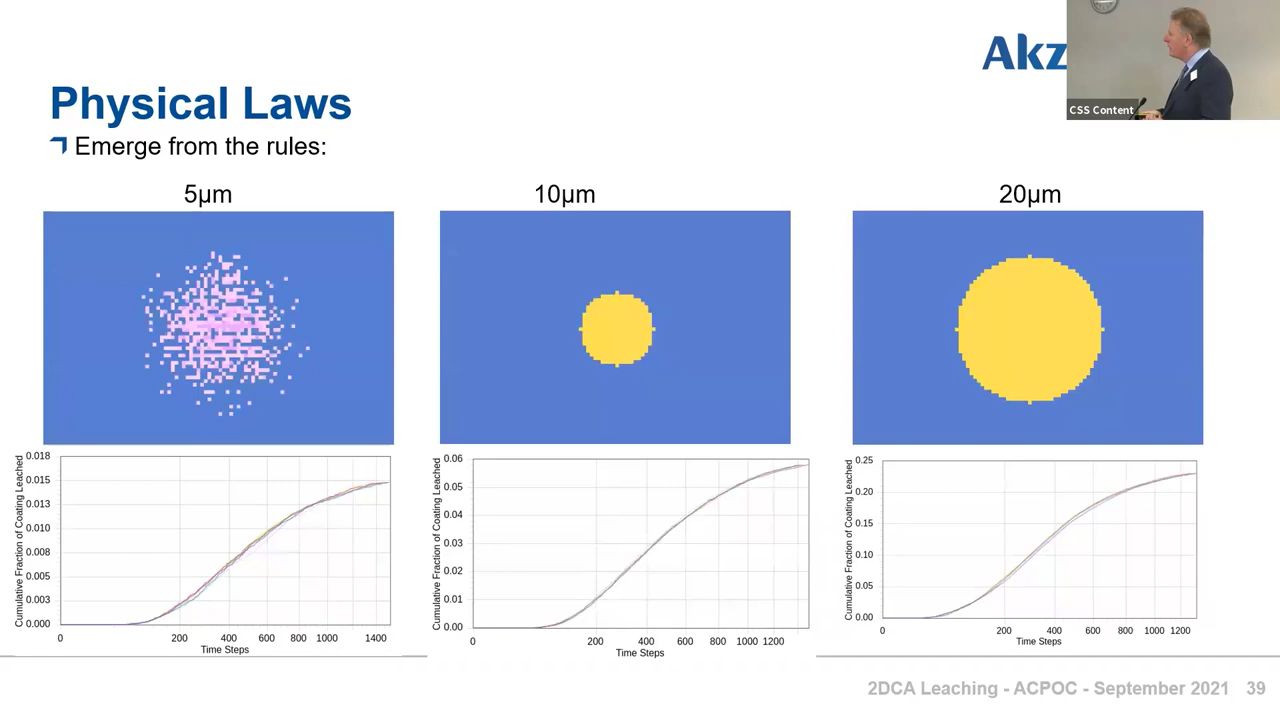 Akz
CSS Content
Physical Laws
Emerge from the rules:
5µm
10µm
20µm
Cumulative Fraction of Coating Leached
0.018
0.015
0.013
0.010
0.008
0.005
0.003
0.000
0 200 400 600 800 1000 1400
Time Steps
Cumulative Fraction of Coating Leached
0.06
0.05
0.04
0.03
0.02
0.01
0.00
0 200 400 600 800 1000 1200
Time Steps
Cumulative Fraction of Coating Leached
0.25
0.20
0.15
0.10
0.05
0.00
0 200 400 600 800 1000 1200
Time Steps
2DCA Leaching - ACPOC - September 2021 39